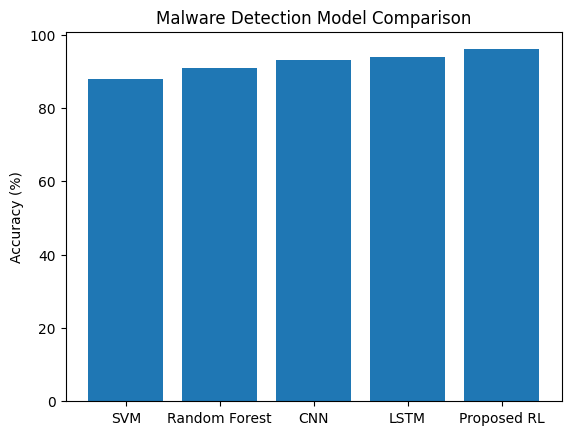 Malware Detection Model Comparison
Accuracy (%)
100
80
60
40
20
0
SVM Random Forest CNN LSTM Proposed RL